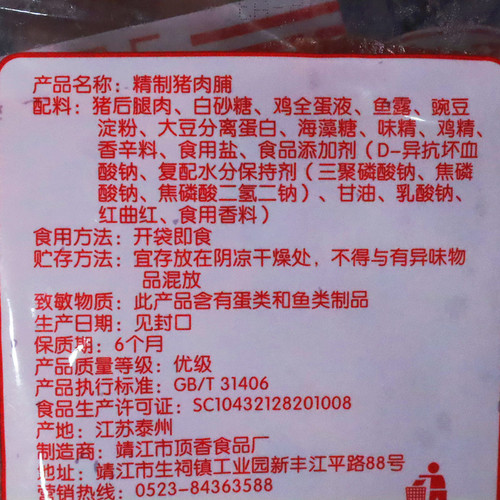 产品名称：精制猪肉脯
配料：猪后腿肉、白砂糖、鸡全蛋液、鱼露、豌豆
淀粉、大豆分离蛋白、海藻糖、味精、鸡精、
香辛料、食用盐、食品添加剂（D-异抗坏血
酸钠、复配水分保持剂（三聚磷酸钠、焦磷
酸钠、焦磷酸二氢二钠）、甘油、乳酸钠、
红曲红、食用香料）
食用方法：开袋即食
贮存方法：宜存放在阴凉干燥处，不得与有异味物
品混放
致敏物质：此产品含有蛋类和鱼类制品
生产日期：见封口
保质期：6个月
产品质量等级：优级
产品执行标准：GB/T 31406
食品生产许可证：SC10432128201008
产地：江苏泰州
制造商：靖江市顶香食品厂
地址：靖江市生祠镇工业园新丰江平路88号
营销热线：0523-84363588